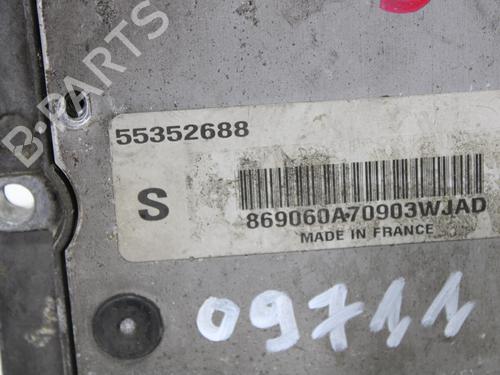 B-PARTS
55352688
S
869060A70903WJAD
MADE IN FRANCE
09711